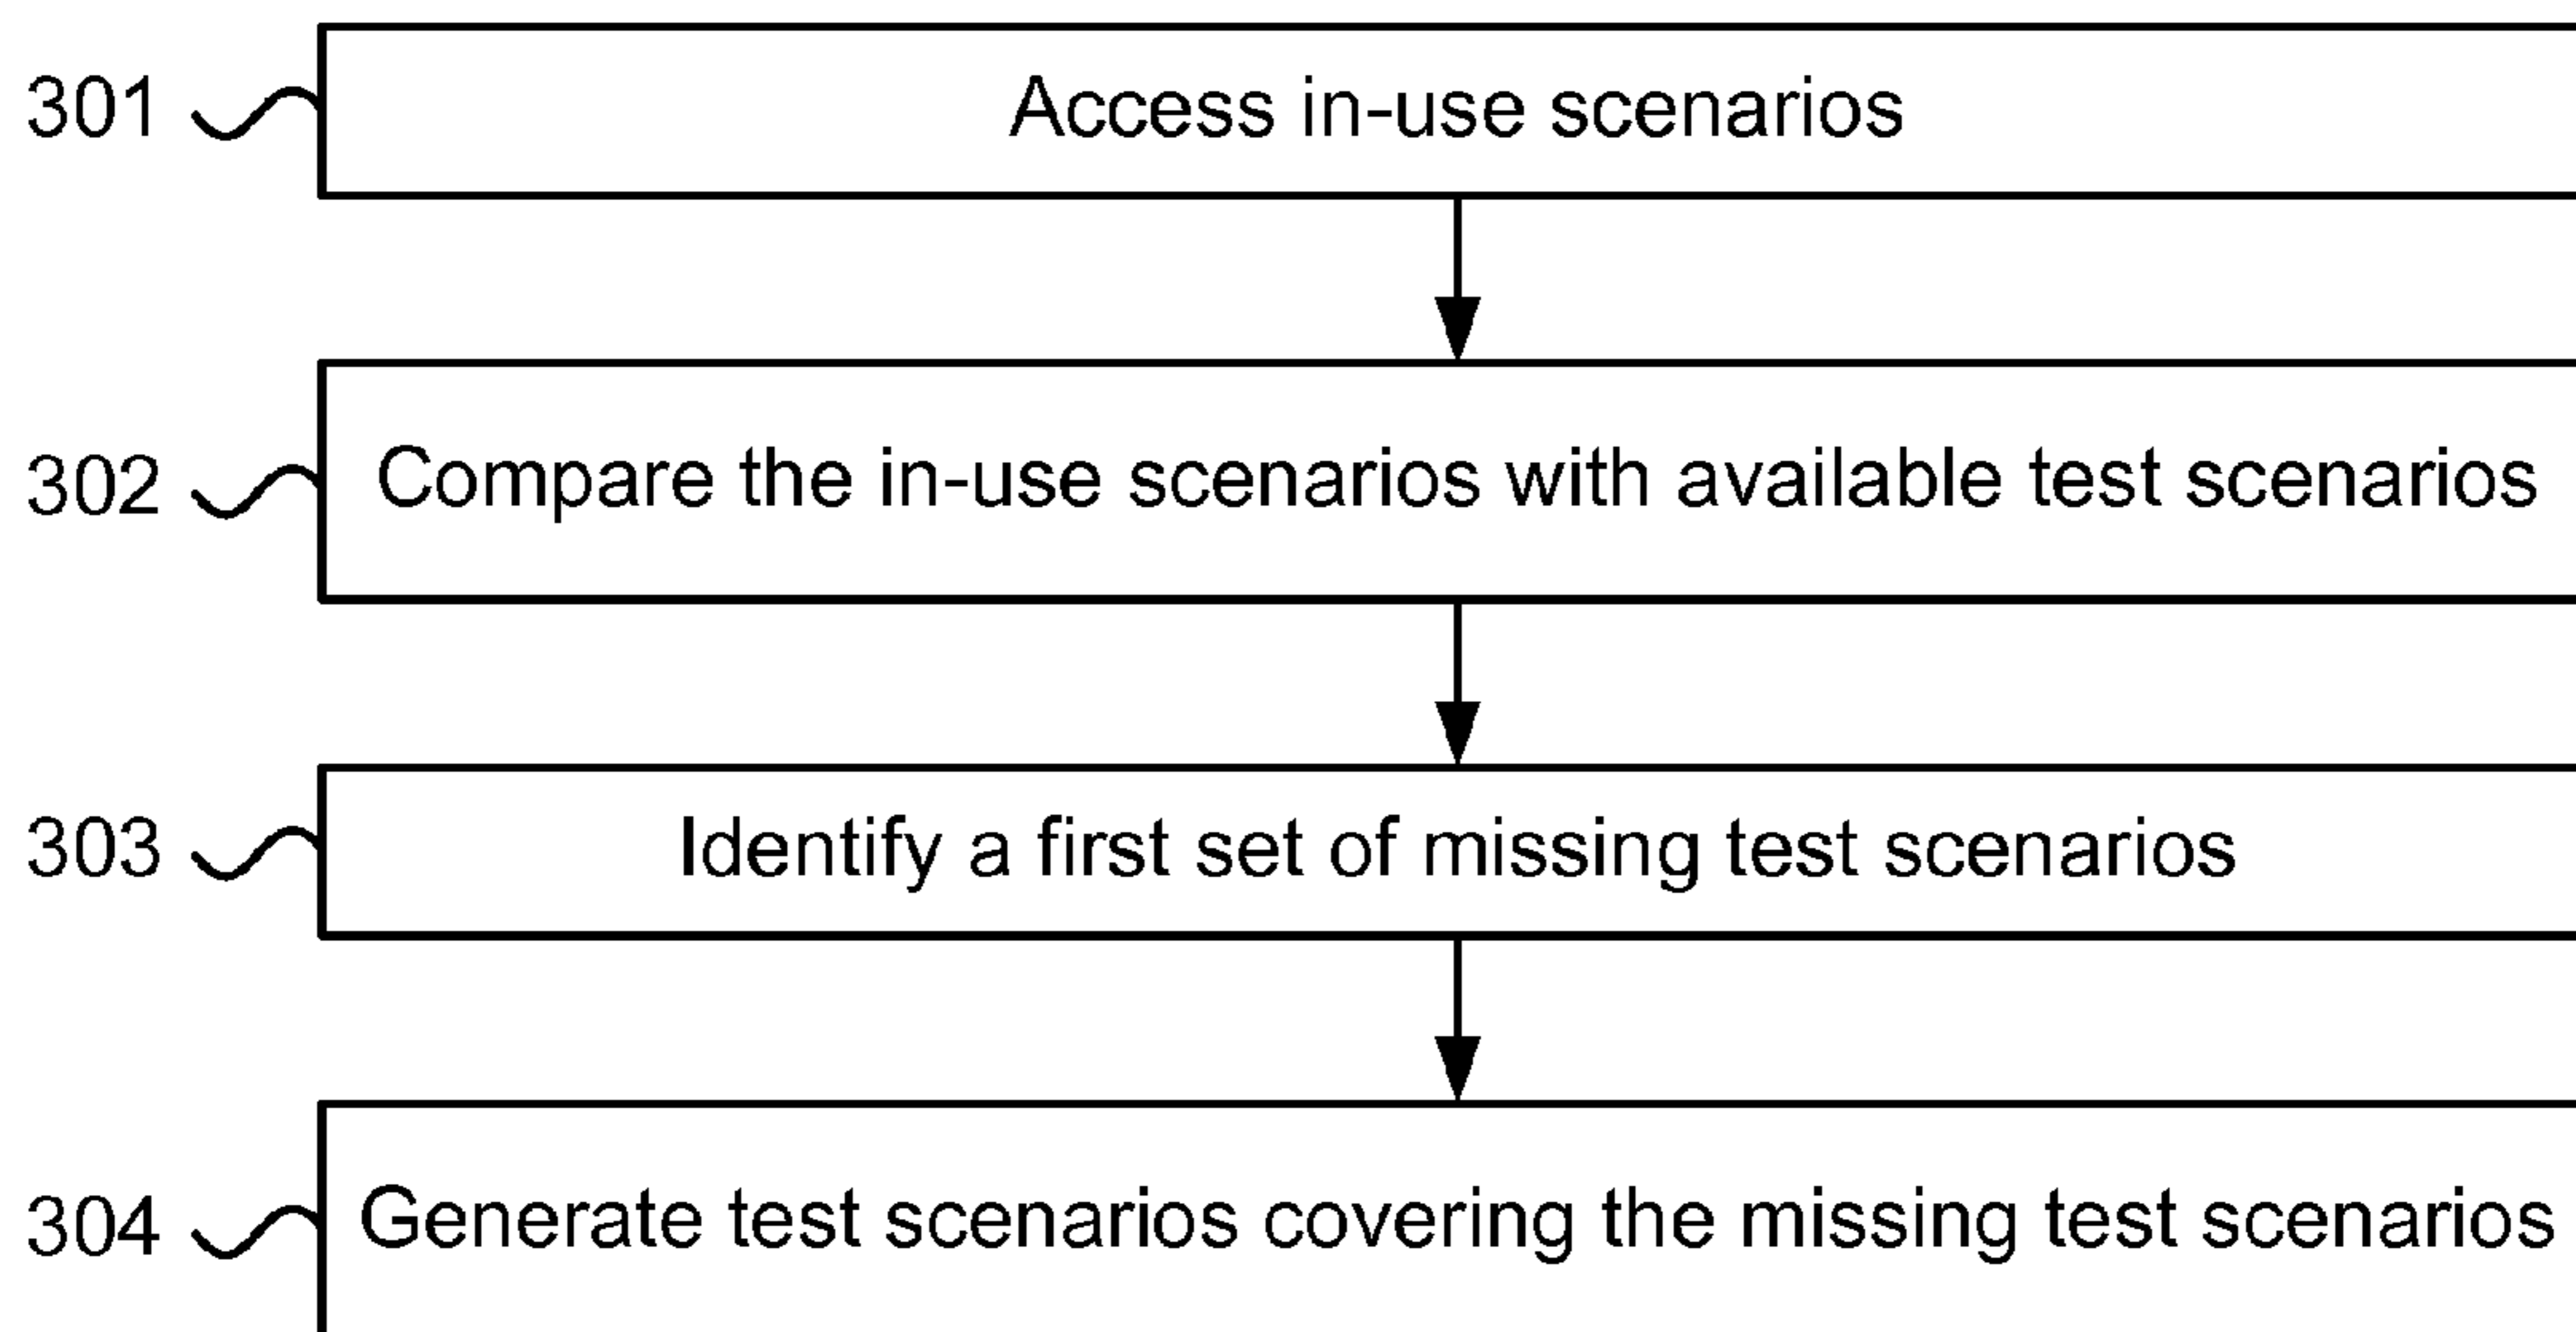 301 Access in-use scenarios
302 Compare the in-use scenarios with available test scenarios
303 Identify a first set of missing test scenarios
304 Generate test scenarios covering the missing test scenarios